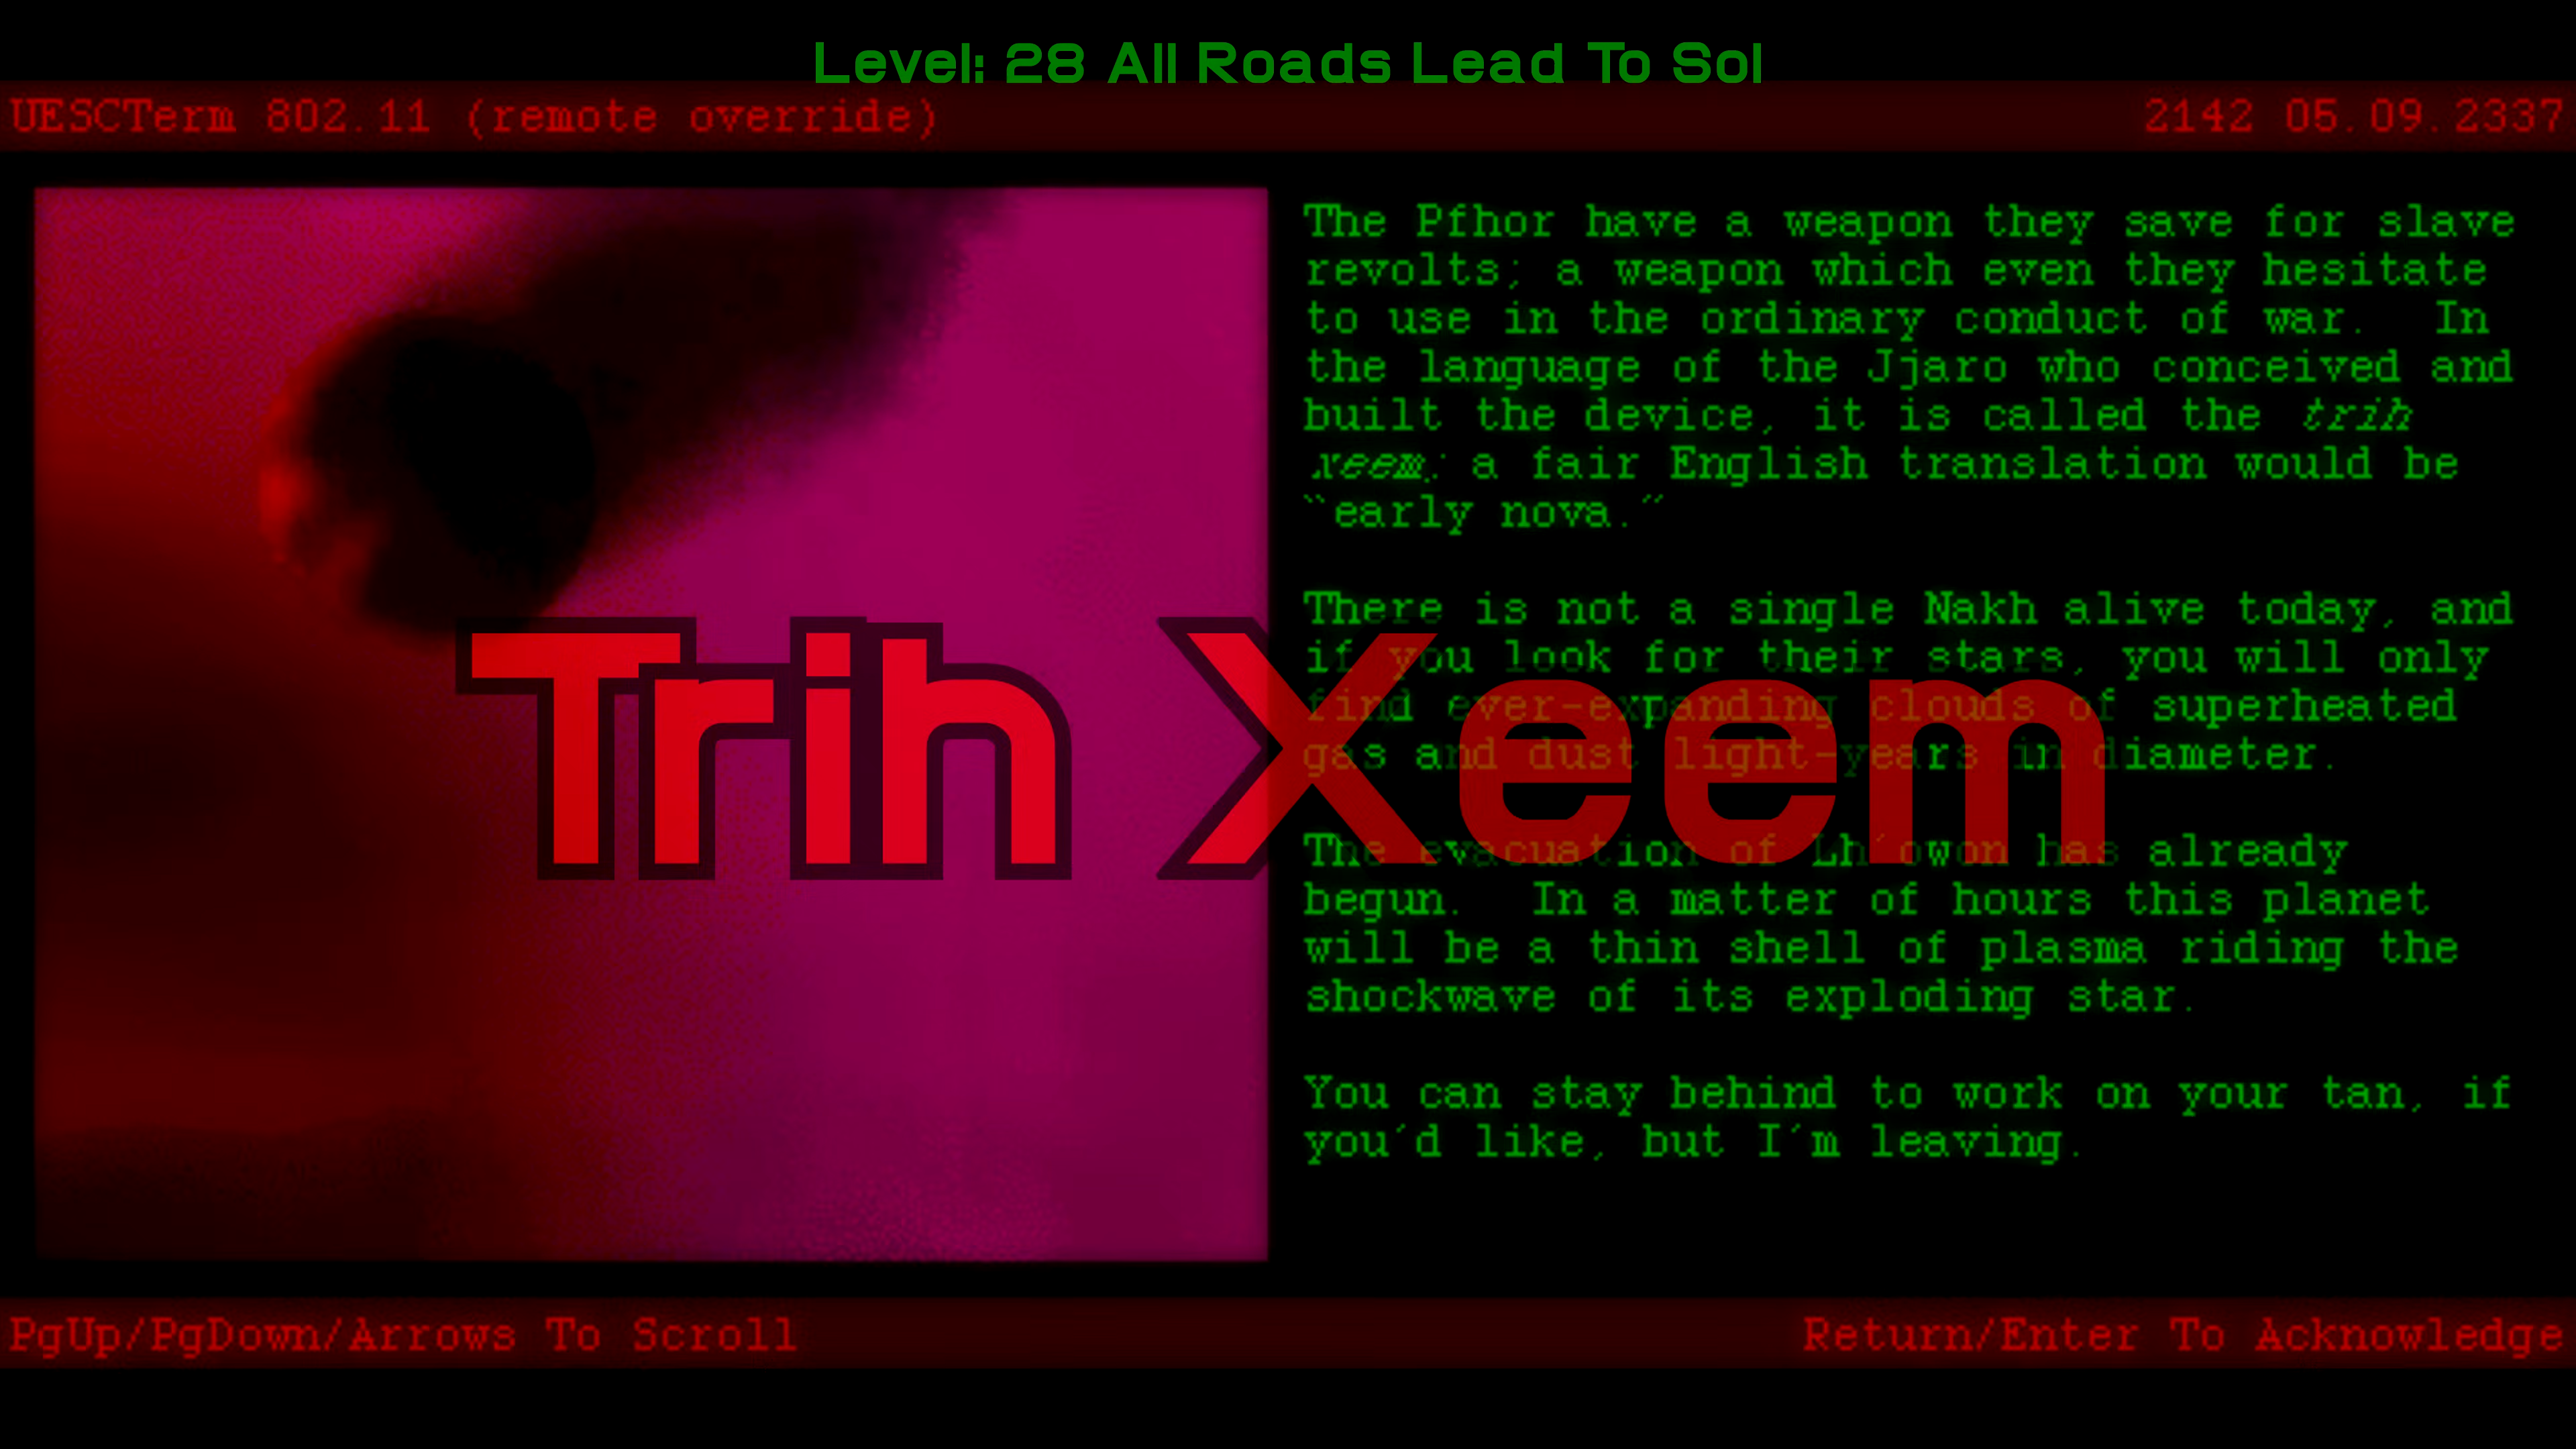 Level: 28 All Roads Lead To Sol
UESCTerm 802.11 (remote override)
2142 05.09.2337
The Pfhor have a weapon they save for slave
revolts; a weapon which even they hesitate
to use in the ordinary conduct of war.  In
the language of the Jjaro who conceived and
built the device, it is called the trih
xeem; a fair English translation would be
``early nova.´´
There is not a single Nakh alive today, and
if you look for their stars, you will only
find ever-expanding clouds of superheated
gas and dust light-years in diameter.
The evacuation of Lh´owon has already
begun.  In a matter of hours this planet
will be a thin shell of plasma riding the
shockwave of its exploding star.
You can stay behind to work on your tan, if
you´d like, but I´m leaving.
Trih Xeem
PgUp/PgDown/Arrows To Scroll
Return/Enter To Acknowledge